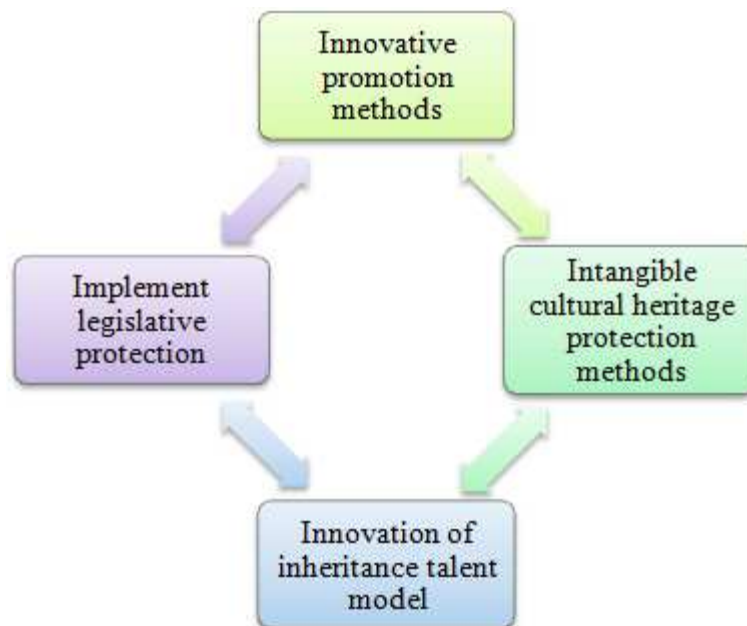 Innovative
promotion
methods
Implement
legislative
protection
Intangible
cultural heritage
protection
methods
Innovation of
inheritance talent
model